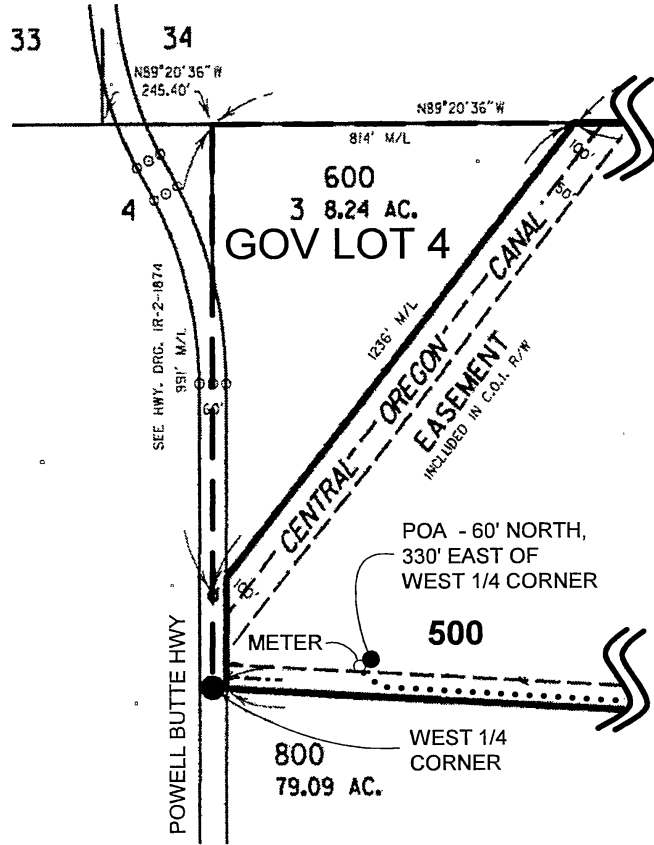 33
34
N89°20'36"W
245.40'
N89°20'36"W
814' M/L
100'
50'
600
3 8.24 AC.
4
GOV LOT 4
1236' M/L
SEE HWY. DRG. 1R-2-1874
991' M/L
60'
CENTRAL OREGON CANAL
EASEMENT
INCLUDED IN C.O.I. R/W
100'
POA - 60' NORTH,
330' EAST OF
WEST 1/4 CORNER
METER
500
POWELL BUTTE HWY
WEST 1/4
CORNER
800
79.09 AC.